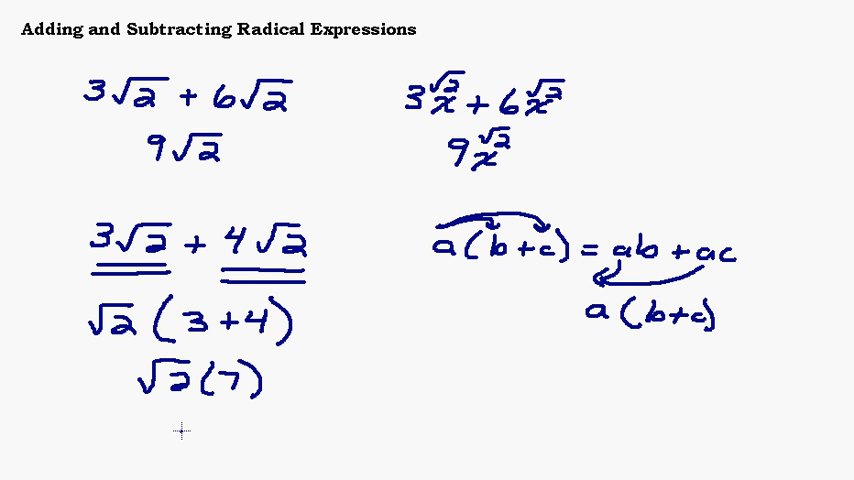 Adding and Subtracting Radical Expressions
3√2 + 6√2
9√2
3x^√2 + 6x^√2
9x^√2
3√2 + 4√2
√2 (3 + 4)
√2 (7)
a(b+c) = ab + ac
a(b+c)